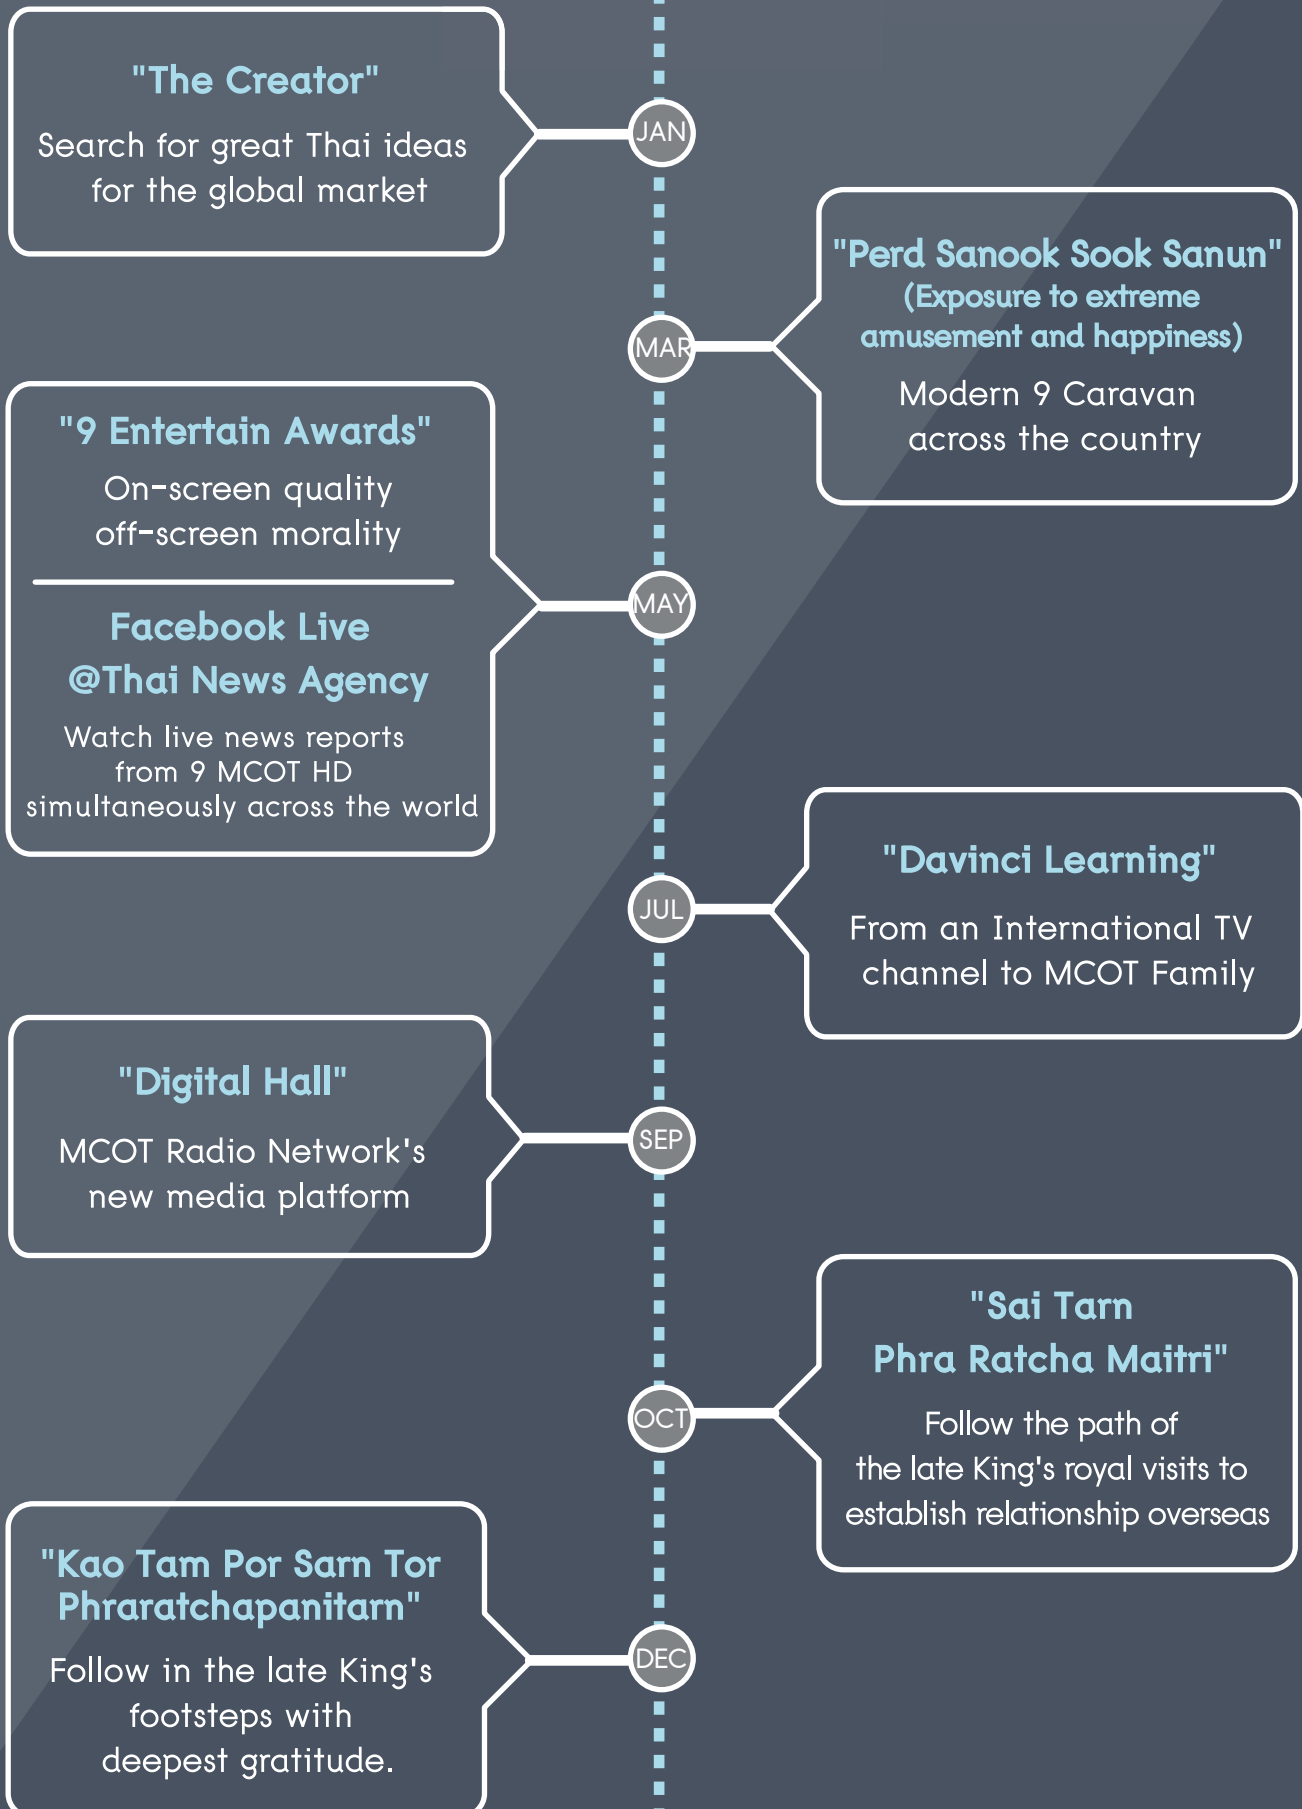 "The Creator"
Search for great Thai ideas
for the global market
JAN
"Perd Sanook Sook Sanun"
(Exposure to extreme
amusement and happiness)
Modern 9 Caravan
across the country
MAR
"9 Entertain Awards"
On-screen quality
off-screen morality
Facebook Live
@Thai News Agency
Watch live news reports
from 9 MCOT HD
simultaneously across the world
MAY
"Davinci Learning"
From an International TV
channel to MCOT Family
JUL
"Digital Hall"
MCOT Radio Network's
new media platform
SEP
"Sai Tarn
Phra Ratcha Maitri"
Follow the path of
the late King's royal visits to
establish relationship overseas
OCT
"Kao Tam Por Sarn Tor
Phraratchapanitarn"
Follow in the late King's
footsteps with
deepest gratitude.
DEC